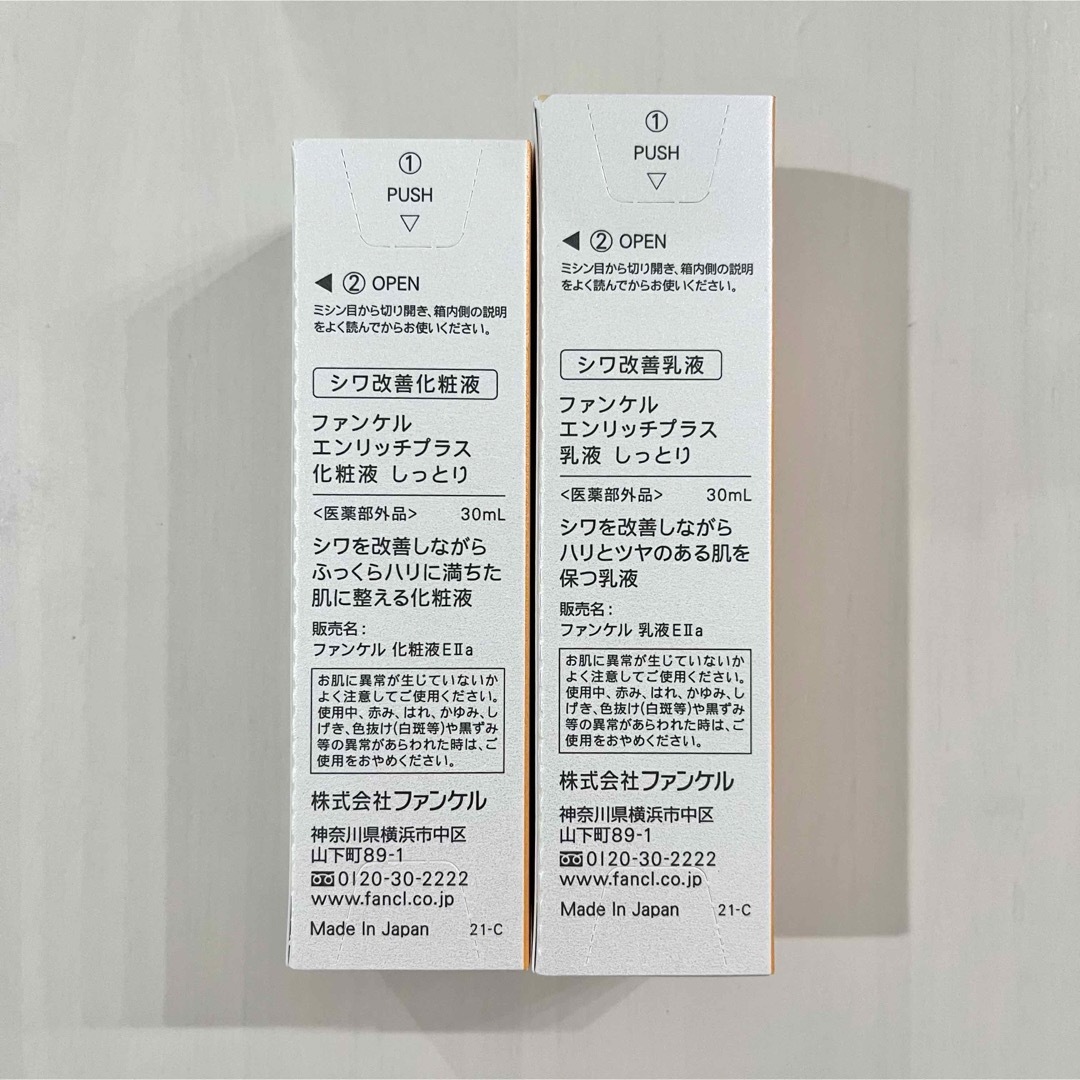 ①
PUSH
▽
◀ ② OPEN
ミシン目から切り開き、箱内側の説明
をよく読んでからお使いください。
シワ改善化粧液
ファンケル
エンリッチプラス
化粧液 しっとり
<医薬部外品> 30mL
シワを改善しながら
ふっくらハリに満ちた
肌に整える化粧液
販売名:
ファンケル 化粧液EⅡa
お肌に異常が生じていないか
よく注意してご使用ください。
使用中、赤み、はれ、かゆみ、し
げき、色抜け(白斑等)や黒ずみ
等の異常があらわれた時は、ご
使用をおやめください。
株式会社ファンケル
神奈川県横浜市中区
山下町89-1
0120-30-2222
www.fancl.co.jp
Made In Japan 21-C
①
PUSH
▽
◀ ② OPEN
ミシン目から切り開き、箱内側の説明
をよく読んでからお使いください。
シワ改善乳液
ファンケル
エンリッチプラス
乳液 しっとり
<医薬部外品> 30mL
シワを改善しながら
ハリとツヤのある肌を
保つ乳液
販売名:
ファンケル 乳液EⅡa
お肌に異常が生じていないか
よく注意してご使用ください。
使用中、赤み、はれ、かゆみ、し
げき、色抜け(白斑等)や黒ずみ
等の異常があらわれた時は、ご
使用をおやめください。
株式会社ファンケル
神奈川県横浜市中区
山下町89-1
0120-30-2222
www.fancl.co.jp
Made In Japan 21-C